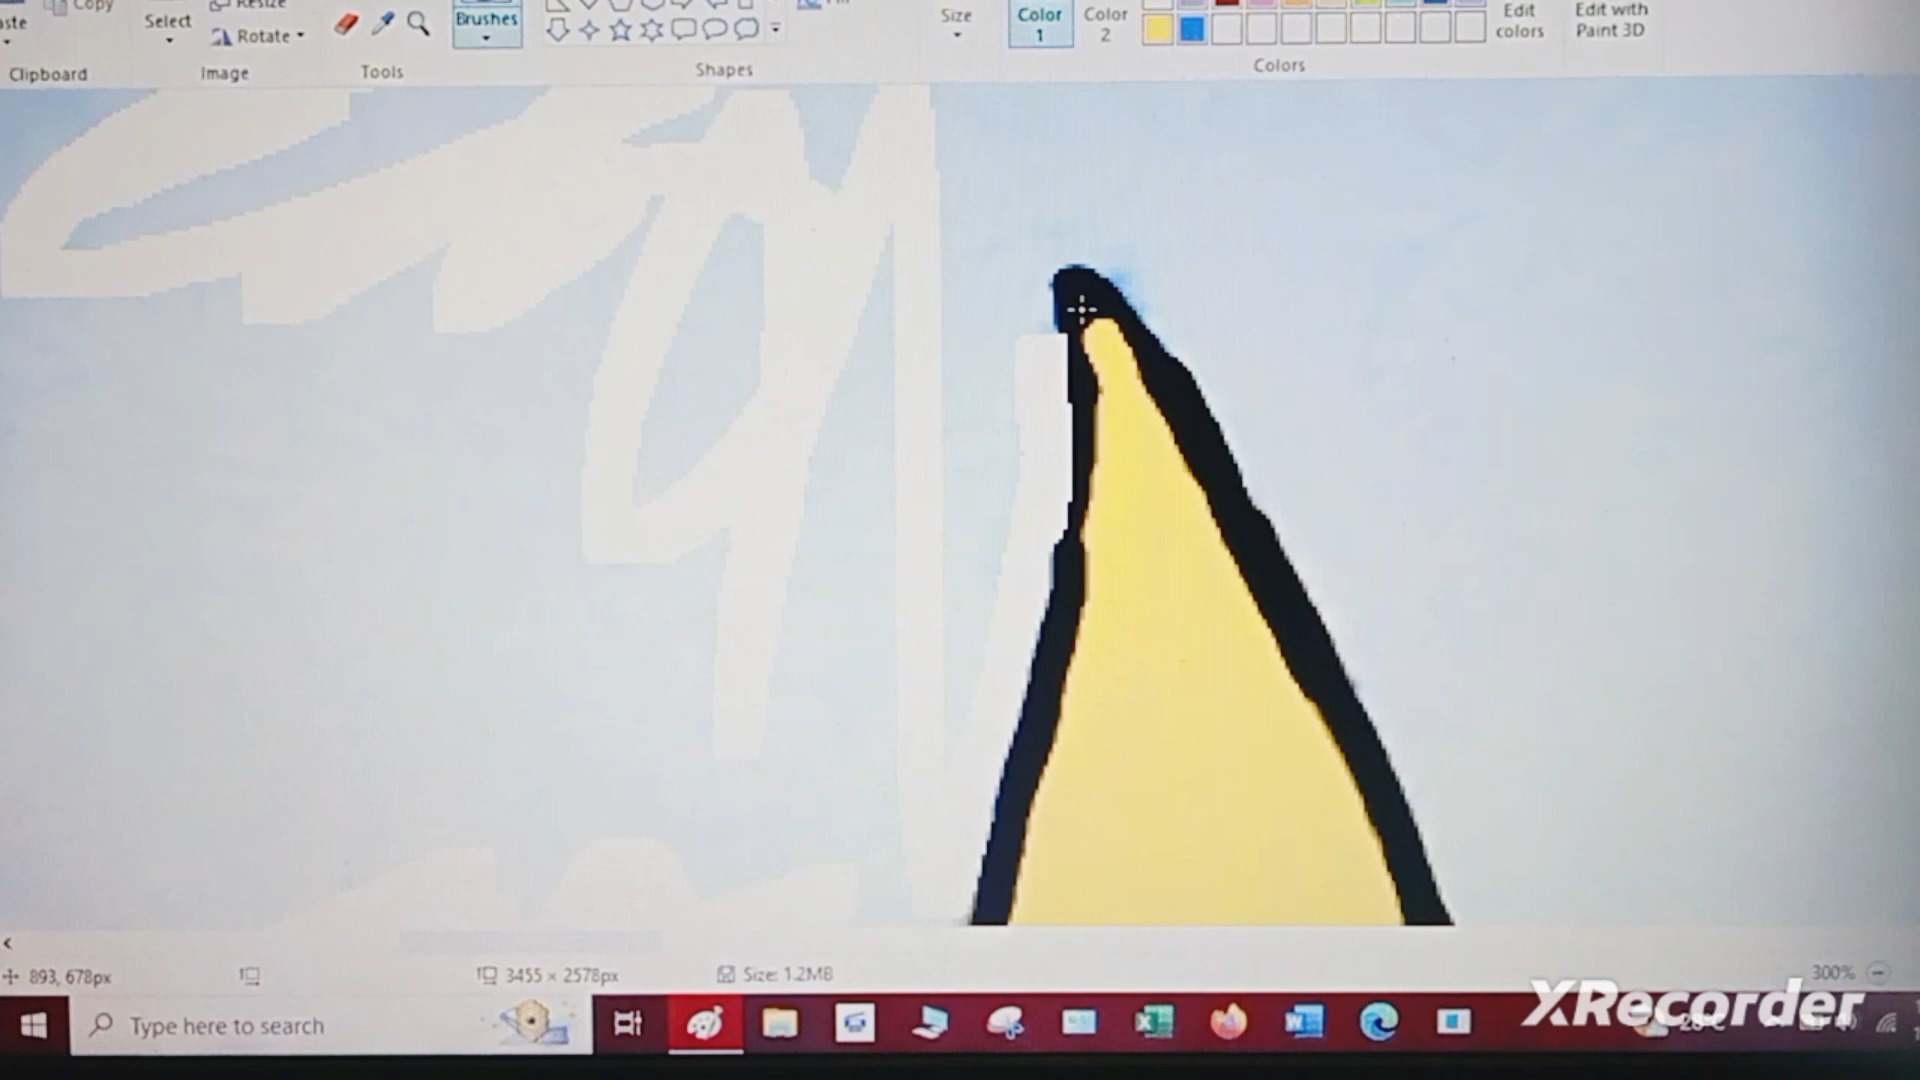 Copy
Select
Rotate
Brushes
Size
Color 1
Color 2
Edit colors
Edit with Paint 3D
Clipboard
Image
Tools
Shapes
Colors
893, 678px
3455 × 2578px
Size: 1.2MB
300%
Type here to search
XRecorder